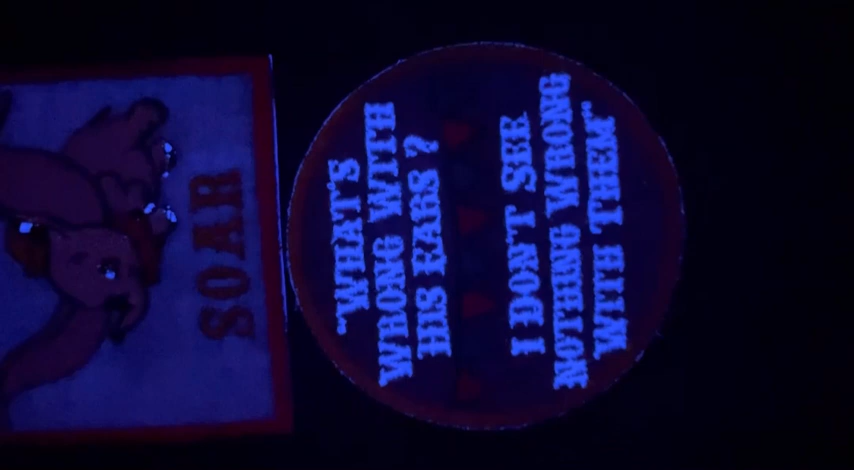 SOAR
"WHAT'S
WRONG WITH
HIS EARS?
I DON'T SEE
NOTHING WRONG
WITH THEM"